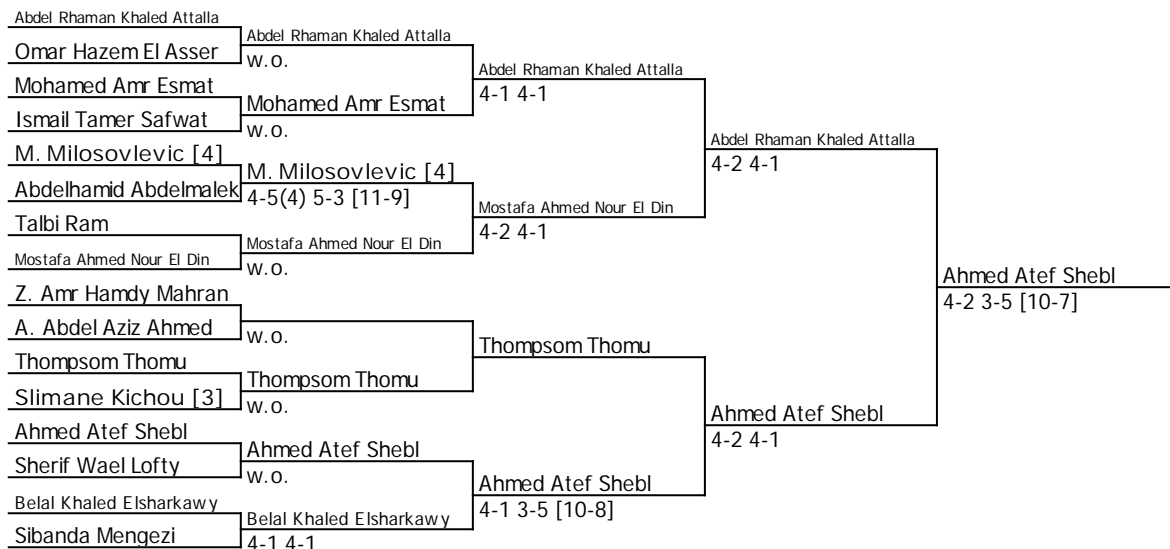 Abdel Rhaman Khaled Attalla
Omar Hazem El Asser
Mohamed Amr Esmat
Ismail Tamer Safwat
M. Milosovlevic [4]
Abdelhamid Abdelmalek
Talbi Ram
Mostafa Ahmed Nour El Din
Z. Amr Hamdy Mahran
A. Abdel Aziz Ahmed
Thompsom Thomu
Slimane Kichou [3]
Ahmed Atef Shebl
Sherif Wael Lofty
Belal Khaled Elsharkawy
Sibanda Mengezi
Abdel Rhaman Khaled Attalla
w.o.
Mohamed Amr Esmat
w.o.
M. Milosovlevic [4]
4-5(4) 5-3 [11-9]
Mostafa Ahmed Nour El Din
w.o.
w.o.
Thompsom Thomu
w.o.
Ahmed Atef Shebl
w.o.
Belal Khaled Elsharkawy
4-1 4-1
Abdel Rhaman Khaled Attalla
4-1 4-1
Mostafa Ahmed Nour El Din
4-2 4-1
Thompsom Thomu
Ahmed Atef Shebl
4-1 3-5 [10-8]
Abdel Rhaman Khaled Attalla
4-2 4-1
Ahmed Atef Shebl
4-2 4-1
Ahmed Atef Shebl
4-2 3-5 [10-7]